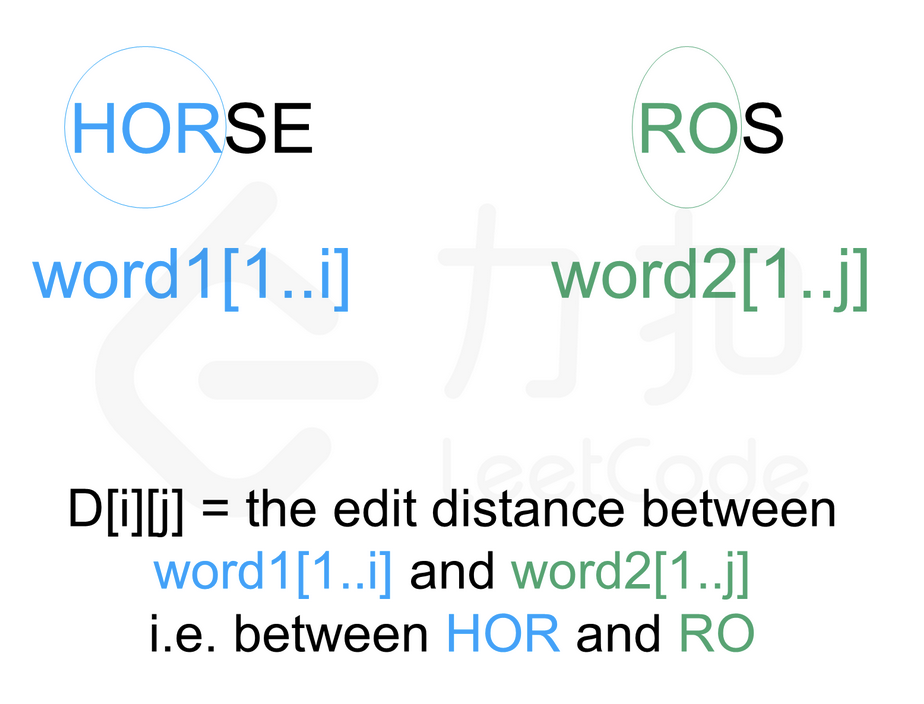 HORSE ROS
word1[1..i] word2[1..j]
力扣
LeetCode
D[i][j] = the edit distance between
word1[1..i] and word2[1..j]
i.e. between HOR and RO